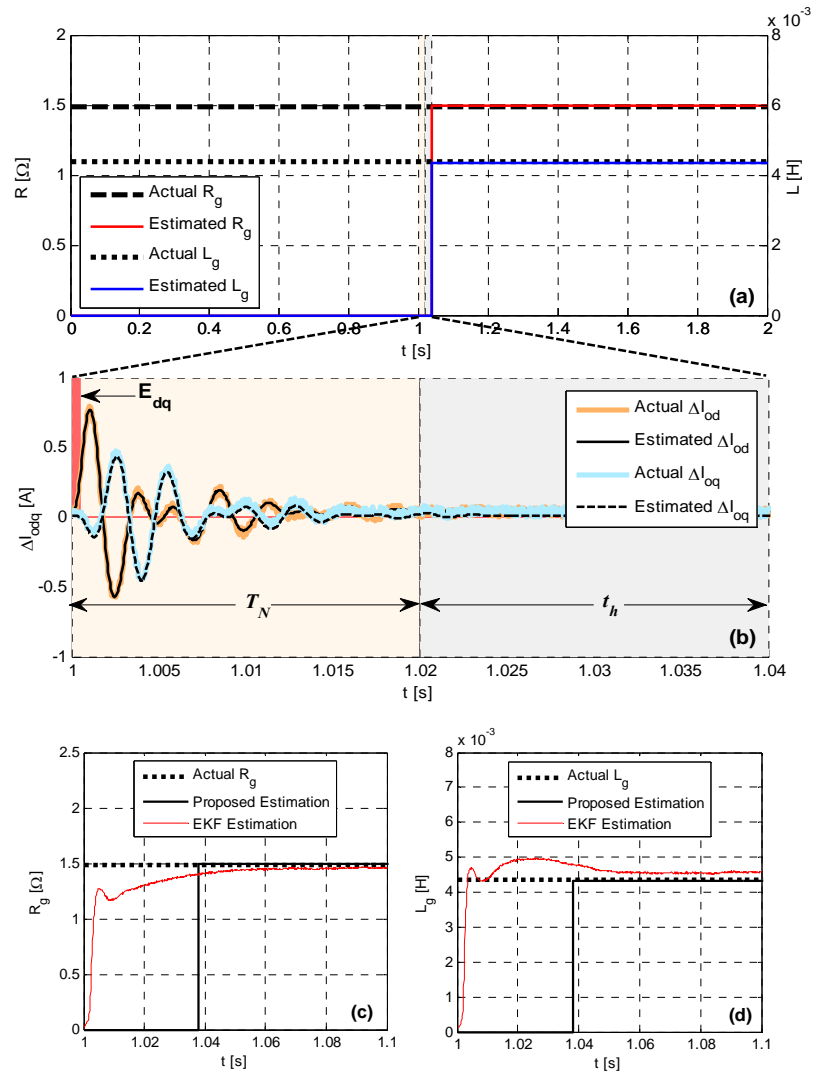 x 10⁻³
2
1.5
1
0.5
0
R [Ω]
8
6
4
2
0
L [H]
Actual R_g
Estimated R_g
Actual L_g
Estimated L_g
(a)
0 0.2 0.4 0.6 0.8 1 1.2 1.4 1.6 1.8 2
t [s]
1
0.5
0
-0.5
-1
ΔI_odq [A]
E_dq
Actual ΔI_od
Estimated ΔI_od
Actual ΔI_oq
Estimated ΔI_oq
T_N
t_h
(b)
1 1.005 1.01 1.015 1.02 1.025 1.03 1.035 1.04
t [s]
2.5
2
1.5
1
0.5
0
R_g [Ω]
Actual R_g
Proposed Estimation
EKF Estimation
(c)
1 1.02 1.04 1.06 1.08 1.1
t [s]
x 10⁻³
8
7
6
5
4
3
2
1
0
L_g [H]
Actual L_g
Proposed Estimation
EKF Estimation
(d)
1 1.02 1.04 1.06 1.08 1.1
t [s]